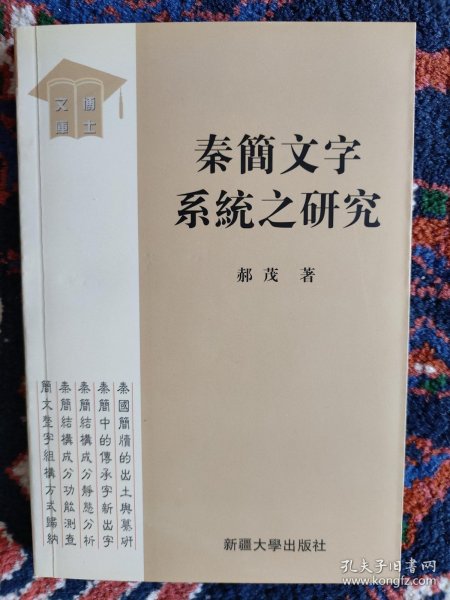 博士
文庫
秦簡文字
系統之研究
郝茂 著
秦國簡牘的出土與摹研
秦簡中的傳承字新出字
秦簡結構成分靜態分析
秦簡結構成分功能測查
簡文整字組構方式歸納
新疆大學出版社
孔夫子旧书网
www.kongfz.com